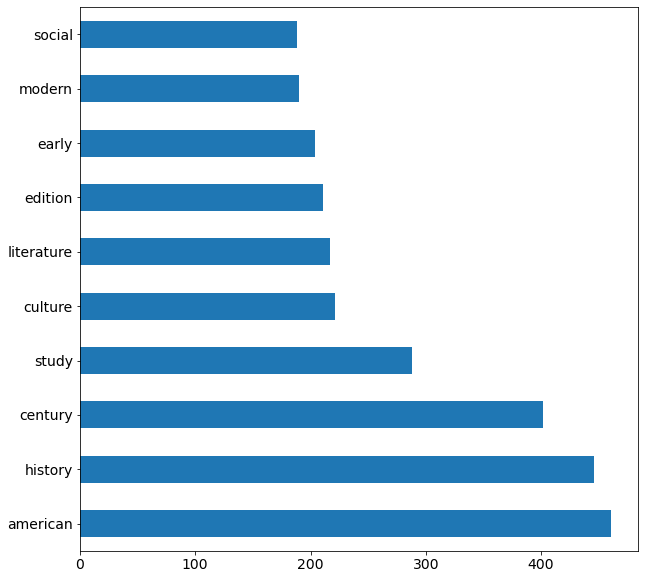 social
modern
early
edition
literature
culture
study
century
history
american
0 100 200 300 400